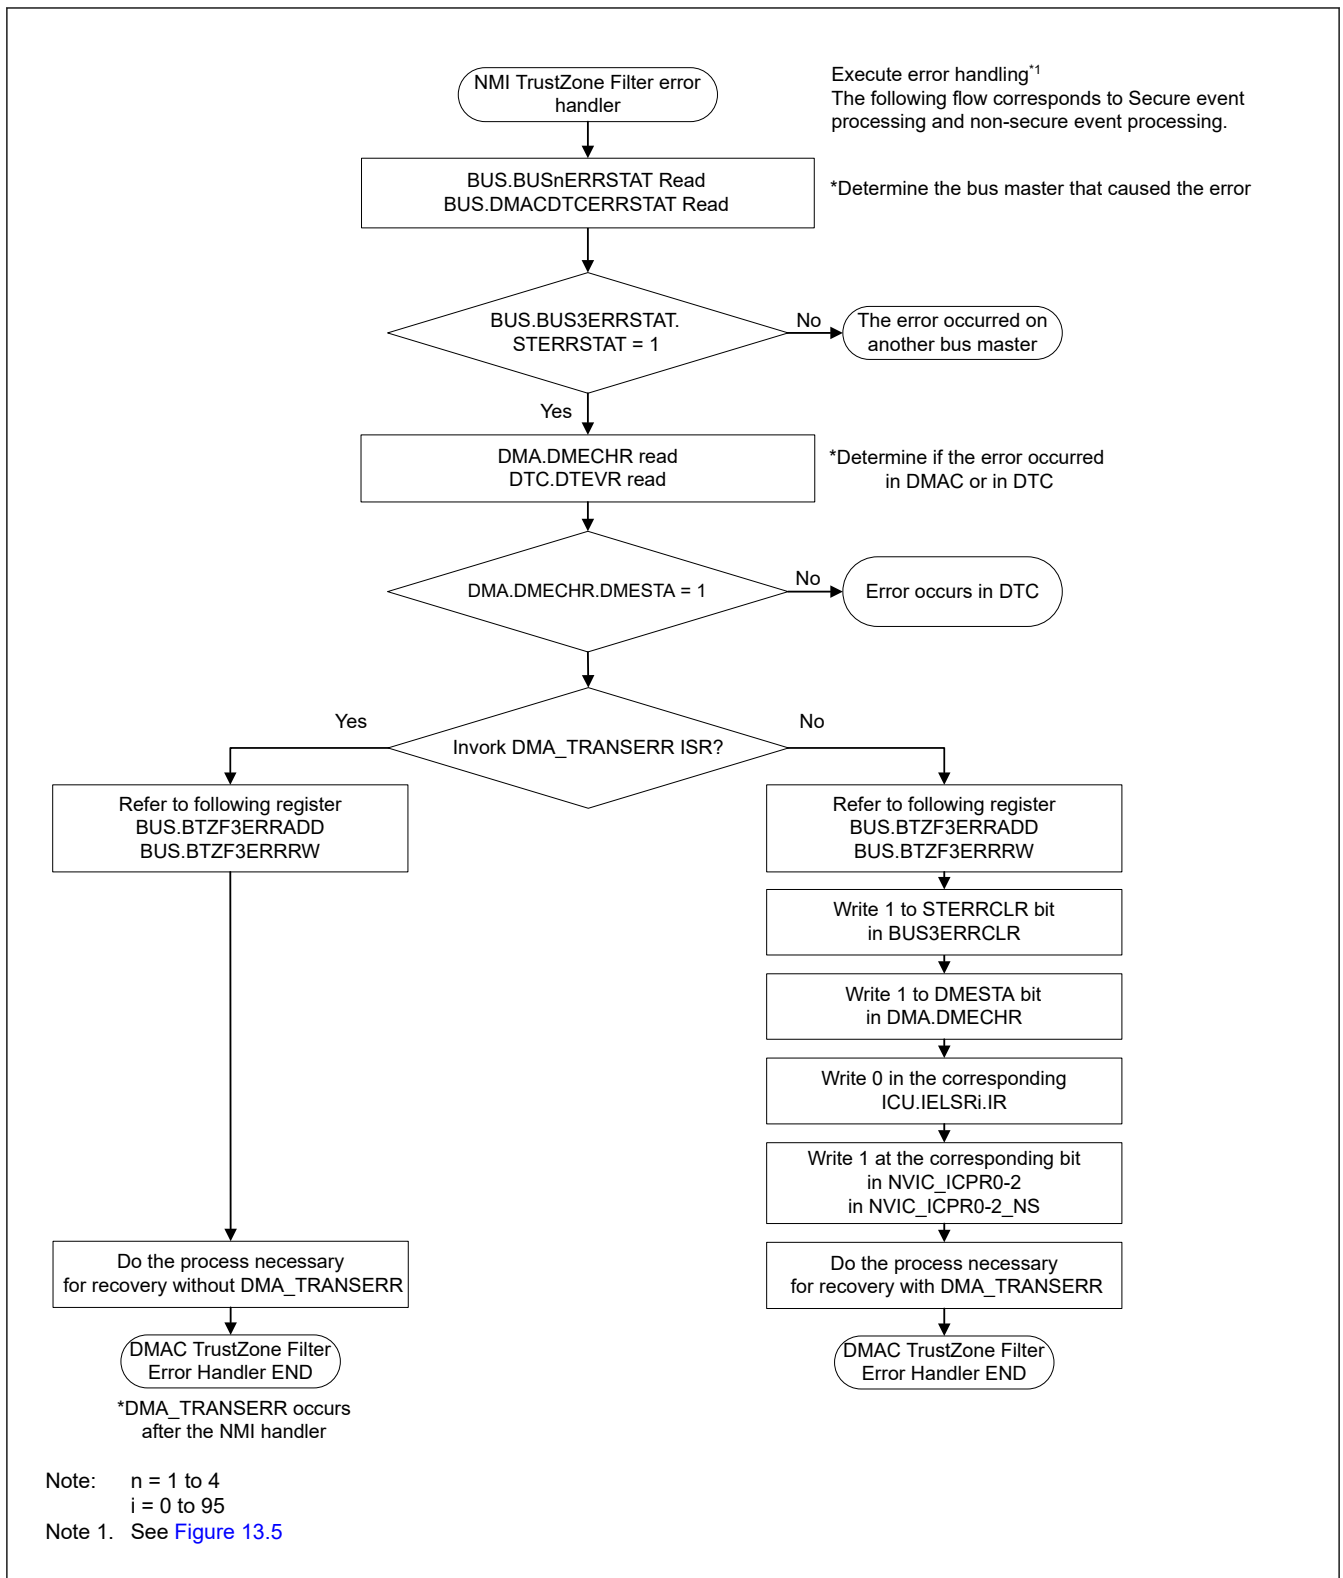 NMI TrustZone Filter error
handler
Execute error handling*1
The following flow corresponds to Secure event
processing and non-secure event processing.
BUS.BUSnERRSTAT Read
BUS.DMACDTCERRSTAT Read
*Determine the bus master that caused the error
BUS.BUS3ERRSTAT.
STERRSTAT = 1
No
The error occurred on
another bus master
Yes
DMA.DMECHR read
DTC.DTEVR read
*Determine if the error occurred
in DMAC or in DTC
DMA.DMECHR.DMESTA = 1
No
Error occurs in DTC
Invork DMA_TRANSERR ISR?
Yes
No
Refer to following register
BUS.BTZF3ERRADD
BUS.BTZF3ERRRW
Do the process necessary
for recovery without DMA_TRANSERR
DMAC TrustZone Filter
Error Handler END
*DMA_TRANSERR occurs
after the NMI handler
Refer to following register
BUS.BTZF3ERRADD
BUS.BTZF3ERRRW
Write 1 to STERRCLR bit
in BUS3ERRCLR
Write 1 to DMESTA bit
in DMA.DMECHR
Write 0 in the corresponding
ICU.IELSRi.IR
Write 1 at the corresponding bit
in NVIC_ICPR0-2
in NVIC_ICPR0-2_NS
Do the process necessary
for recovery with DMA_TRANSERR
DMAC TrustZone Filter
Error Handler END
Note: n = 1 to 4
i = 0 to 95
Note 1. See Figure 13.5